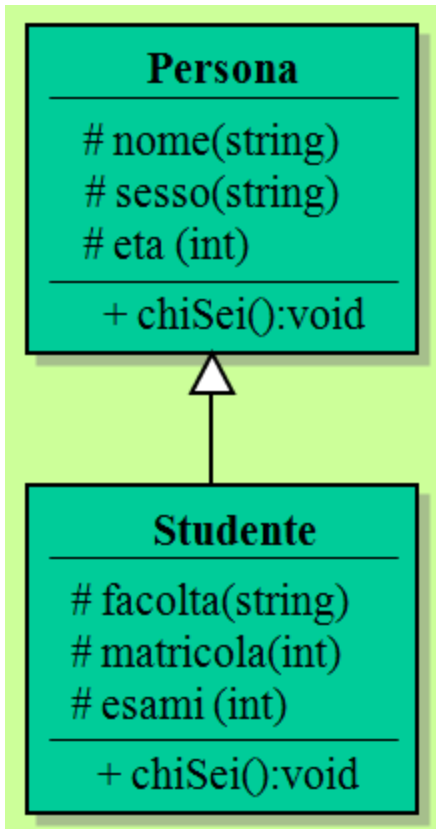 Persona
# nome(string)
# sesso(string)
# eta (int)
+ chiSei():void
Studente
# facolta(string)
# matricola(int)
# esami (int)
+ chiSei():void